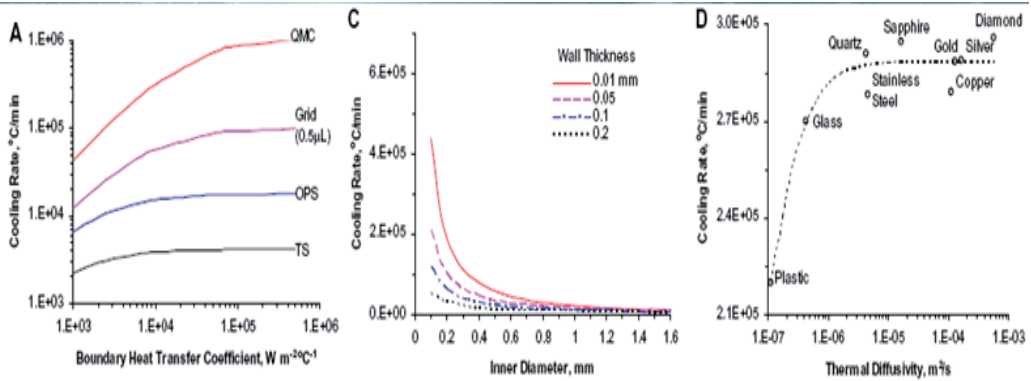 A
Cooling Rate, °C/min
1.E+06
1.E+05
1.E+04
1.E+03
QMC
Grid
(0.5µL)
OPS
TS
1.E+03 1.E+04 1.E+05 1.E+06
Boundary Heat Transfer Coefficient, W m-20C-1
C
Cooling Rate, °C/min
6.E+05
4.E+05
2.E+05
0.E+00
Wall Thickness
0.01 mm
0.05
0.1
0.2
0 0.2 0.4 0.6 0.8 1 1.2 1.4 1.6
Inner Diameter, mm
D
Cooling Rate, °C/min
3.0E+05
2.7E+05
2.4E+05
2.1E+05
Diamond
Sapphire
Quartz
Gold Silver
Stainless
Steel
Copper
Glass
Plastic
1.E-07 1.E-06 1.E-05 1.E-04 1.E-03
Thermal Diffusivity, m²/s